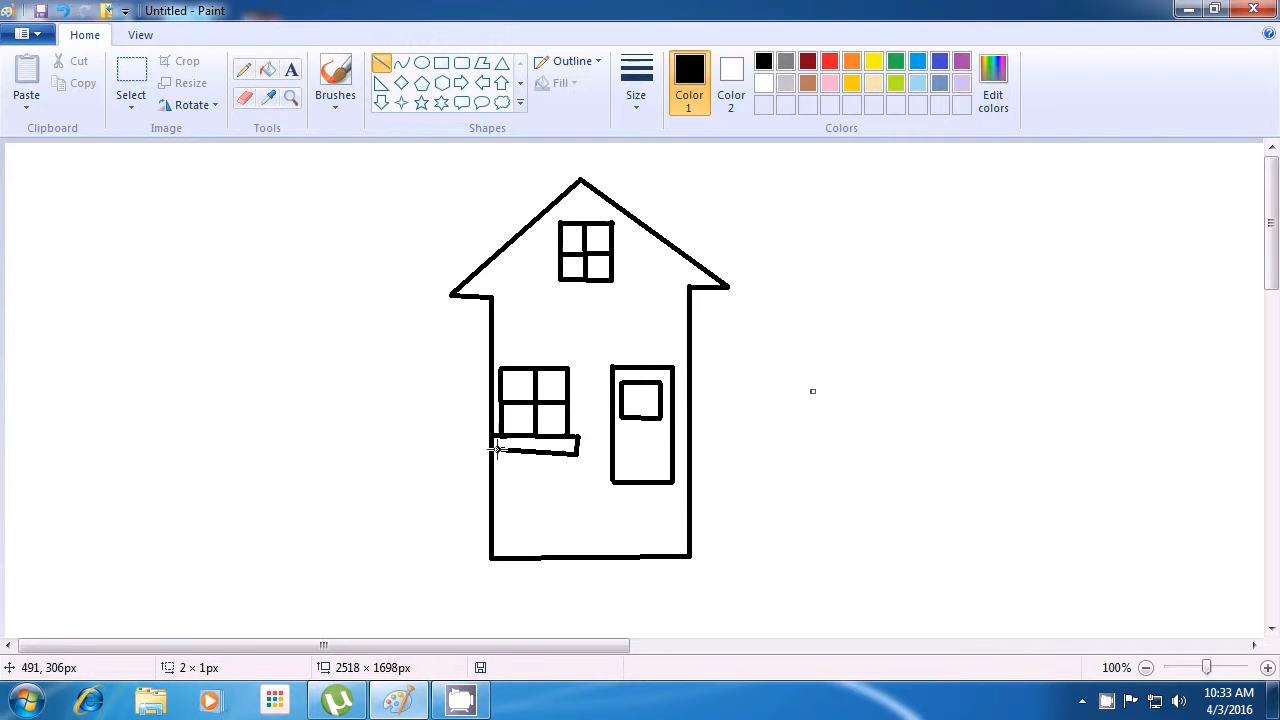 Untitled - Paint
Home View
Cut
Copy
Paste
Clipboard
Select
Crop
Resize
Rotate
Image
A
Tools
Brushes
Outline
Fill
Shapes
Size
Color
1
Color
2
Edit
colors
Colors
491, 306px
2 × 1px
2518 × 1698px
100%
10:33 AM
4/3/2016